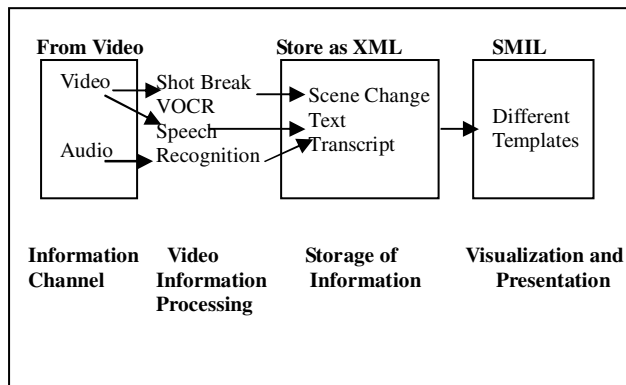 From Video
Store as XML
SMIL
Video
Audio
Shot Break
VOCR
Speech
Recognition
Scene Change
Text
Transcript
Different
Templates
Information
Channel
Video
Information
Processing
Storage of
Information
Visualization and
Presentation